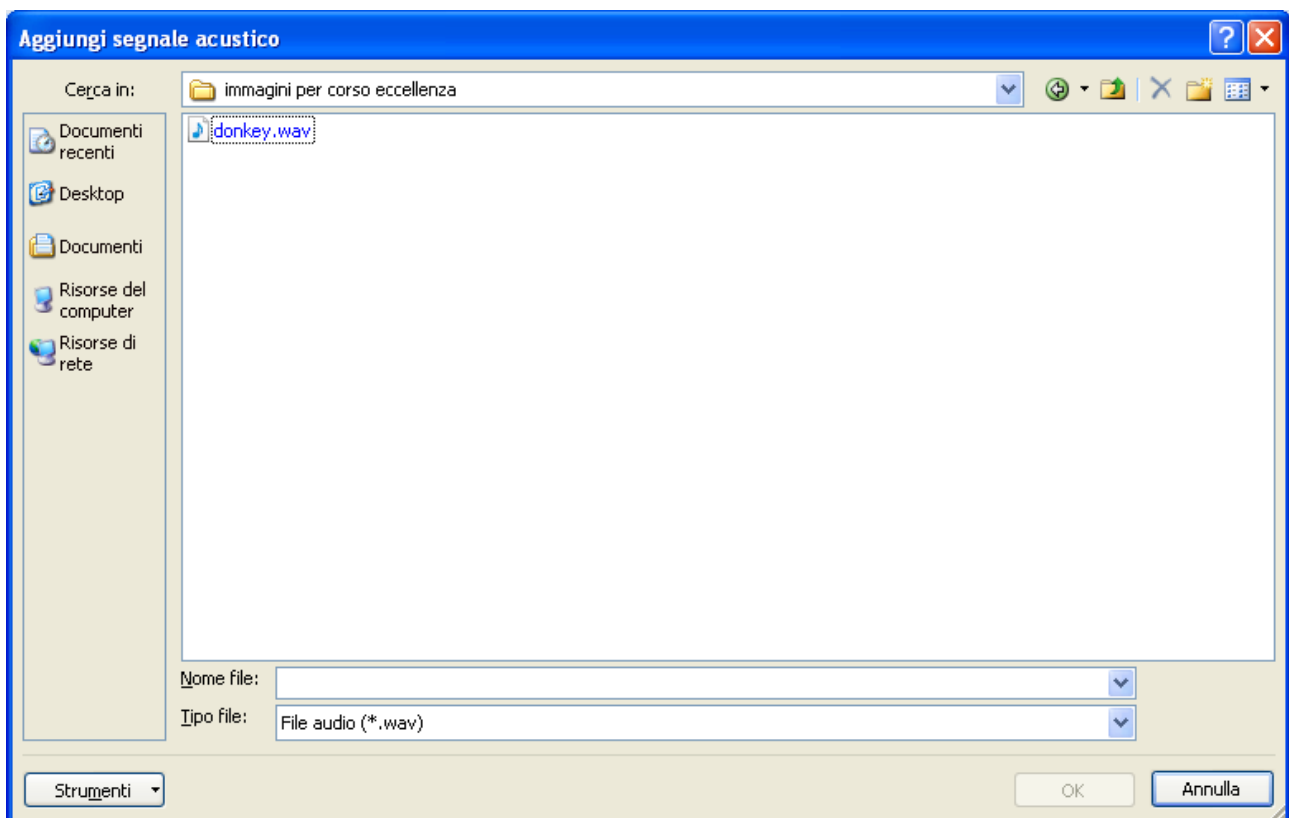 Aggiungi segnale acustico
Cerca in:
immagini per corso eccellenza
Documenti
recenti
Desktop
Documenti
Risorse del
computer
Risorse di
rete
donkey.wav
Nome file:
Tipo file:
File audio (*.wav)
Strumenti
OK
Annulla